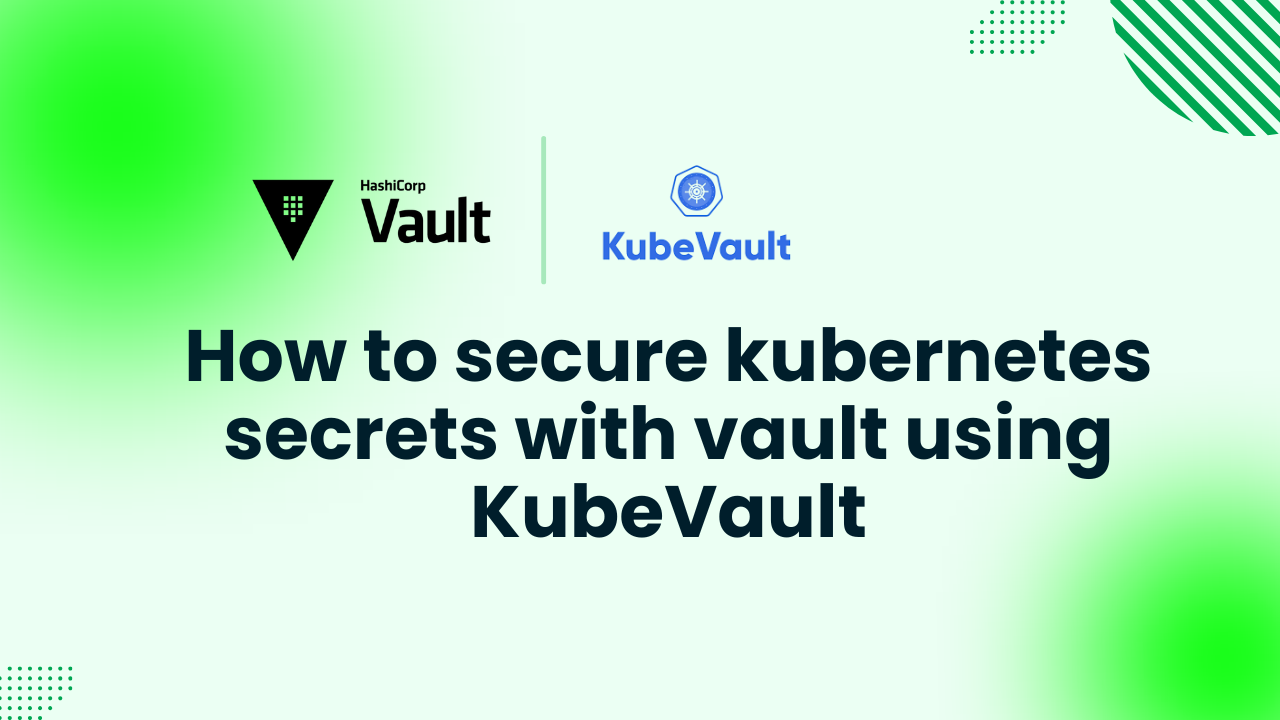 HashiCorp
Vault
KubeVault
How to secure kubernetes
secrets with vault using
KubeVault